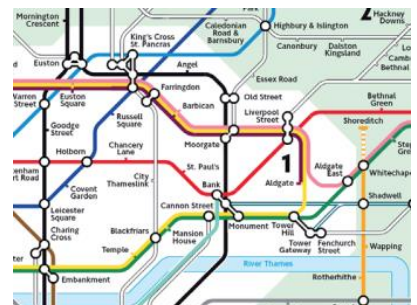 Mornington
Crescent
Caledonian
Road &
Barnsbury
Highbury & Islington
2
Hackney
Downs
King's Cross
St. Pancras
Canonbury
Dalston
Kingsland
Euston
Angel
Essex Road
Bethnal
Farringdon
Warren
Street
Euston
Square
Barbican
Old Street
Liverpool
Street
Bethnal
Green
Shoreditch
Goodge
Street
Russell
Square
Moorgate
Holborn
Chancery
Lane
St. Paul's
1
Aldgate
East
Whitechape
City
Thameslink
Bank
Aldgate
Covent
Garden
Leicester
Square
Cannon Street
Shadwell
Charing
Cross
Blackfriars
Mansion
House
Monument
Tower
Hill
Temple
Tower
Gateway
Fenchurch
Street
Wapping
River Thames
Embankment
Rotherhithe